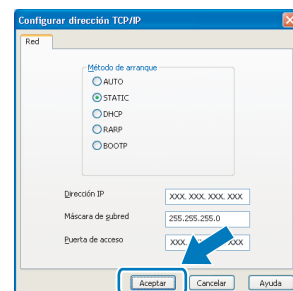 Configurar dirección TCP/IP
Red
Método de arranque
AUTO
STATIC
DHCP
RARP
BOOTP
Dirección IP XXX. XXX. XXX. XXX
Máscara de subred 255.255.255.0
Puerta de acceso XXX. XXX
Aceptar Cancelar Ayuda